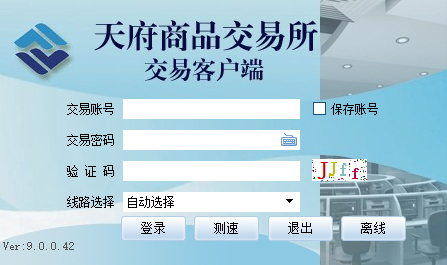 天府商品交易所
交易客户端
交易账号 保存账号
交易密码
验 证 码 JJff
线路选择 自动选择
登录 测速 退出 离线
Ver:9.0.0.42